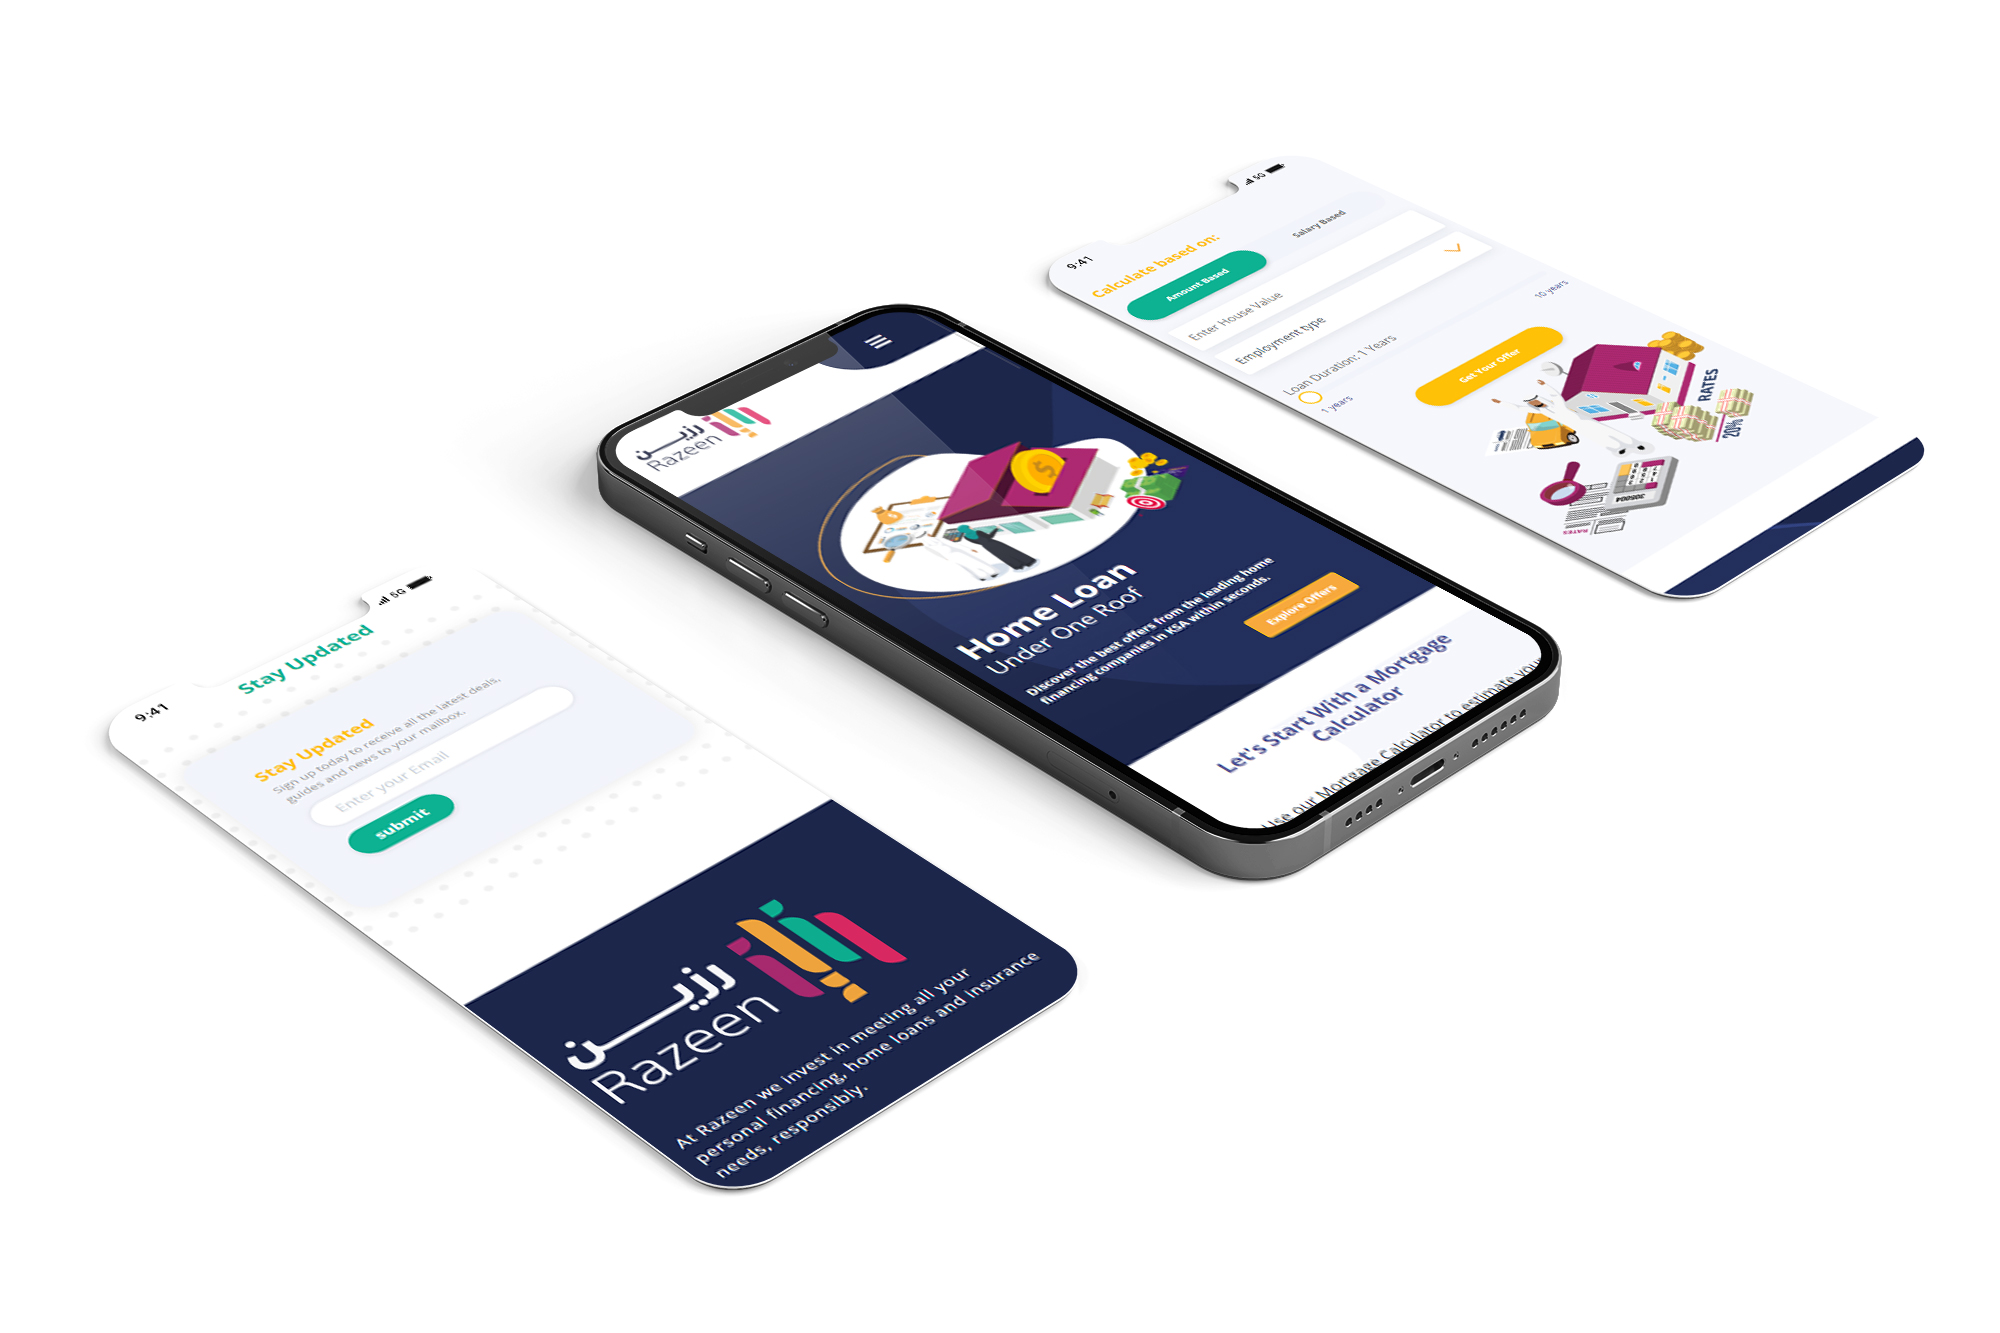 9:41
5G
Stay Updated
Stay Updated
Sign up today to receive all the latest deals,
guides and news to your mailbox.
Enter your Email
submit
رزين
Razeen
At Razeen we invest in meeting all your
personal financing, home loans and insurance
needs, responsibly.
رزين
Razeen
$
Home Loan
Under One Roof
Discover the best offers from the leading home
financing companies in KSA within seconds.
Explore Offers
Let's Start With a Mortgage
Calculator
Use our Mortgage Calculator to estimate your
9:41
5G
Calculate based on:
Amount Based
Salary Based
Enter House Value
Employment type
Loan Duration: 1 Years
1 years
10 years
Get Your Offer
RATES
20%
305004
RATES